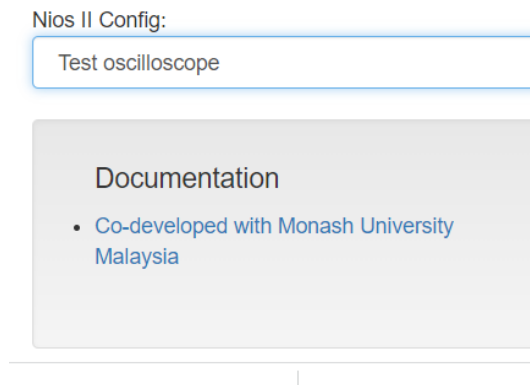 Nios II Config:
Test oscilloscope
Documentation
Co-developed with Monash University
Malaysia